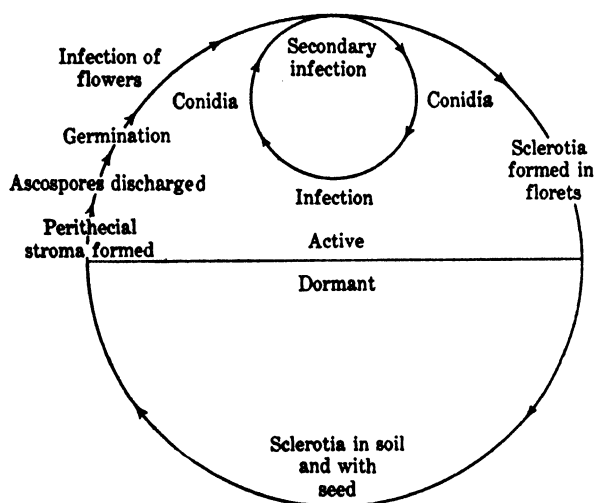 Infection of
flowers
Secondary
infection
Conidia
Conidia
Germination
Sclerotia
formed in
florets
Ascospores discharged
Infection
Perithecial
stroma formed
Active
Dormant
Sclerotia in soil
and with
seed